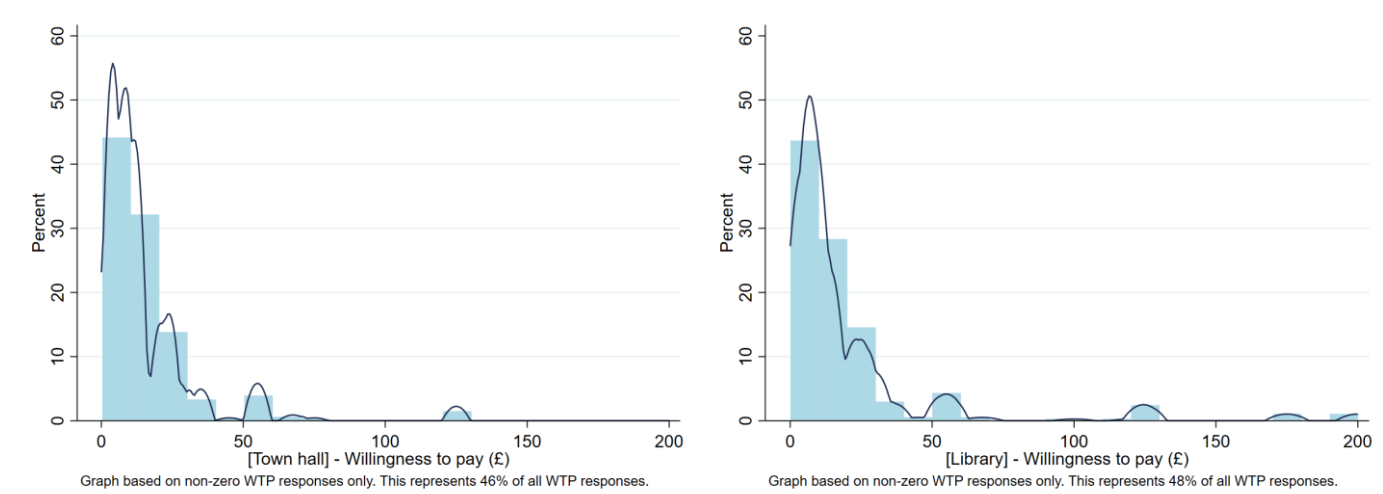 60
50
40
30
20
10
0
Percent
0 50 100 150 200
[Town hall] - Willingness to pay (£)
Graph based on non-zero WTP responses only. This represents 46% of all WTP responses.
60
50
40
30
20
10
0
Percent
0 50 100 150 200
[Library] - Willingness to pay (£)
Graph based on non-zero WTP responses only. This represents 48% of all WTP responses.